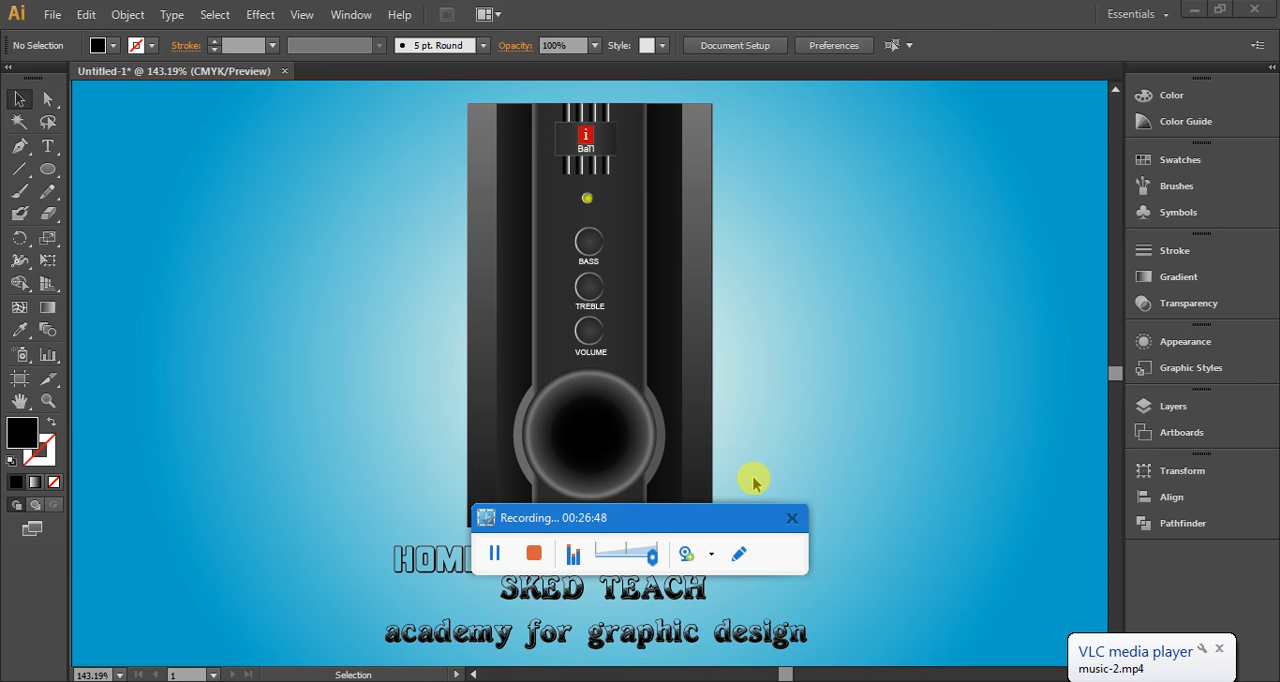 Ai File Edit Object Type Select Effect View Window Help Br Essentials
No Selection Stroke: 5 pt. Round Opacity: 100% Style: Document Setup Preferences
Untitled-1* @ 143.19% (CMYK/Preview)
i
Ball
BASS
TREBLE
VOLUME
Color
Color Guide
Swatches
Brushes
Symbols
Stroke
Gradient
Transparency
Appearance
Graphic Styles
Layers
Artboards
Transform
Align
Pathfinder
Recording... 00:26:48
HOME
SKED TEACH
academy for graphic design
VLC media player
music-2.mp4
143.19% 1 Selection